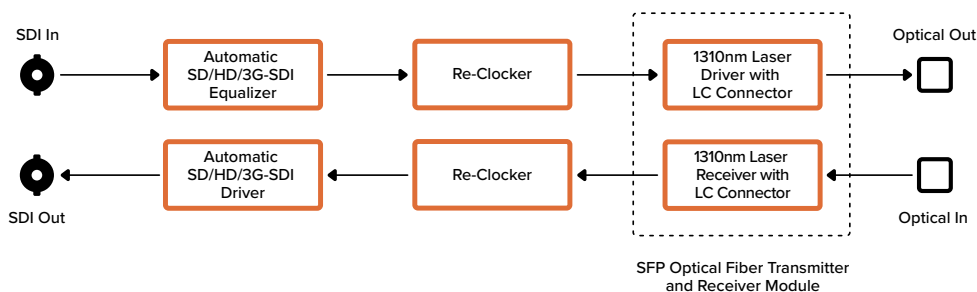 SDI In
Automatic
SD/HD/3G-SDI
Equalizer
Re-Clocker
1310nm Laser
Driver with
LC Connector
Optical Out
Automatic
SD/HD/3G-SDI
Driver
Re-Clocker
1310nm Laser
Receiver with
LC Connector
SDI Out
Optical In
SFP Optical Fiber Transmitter
and Receiver Module